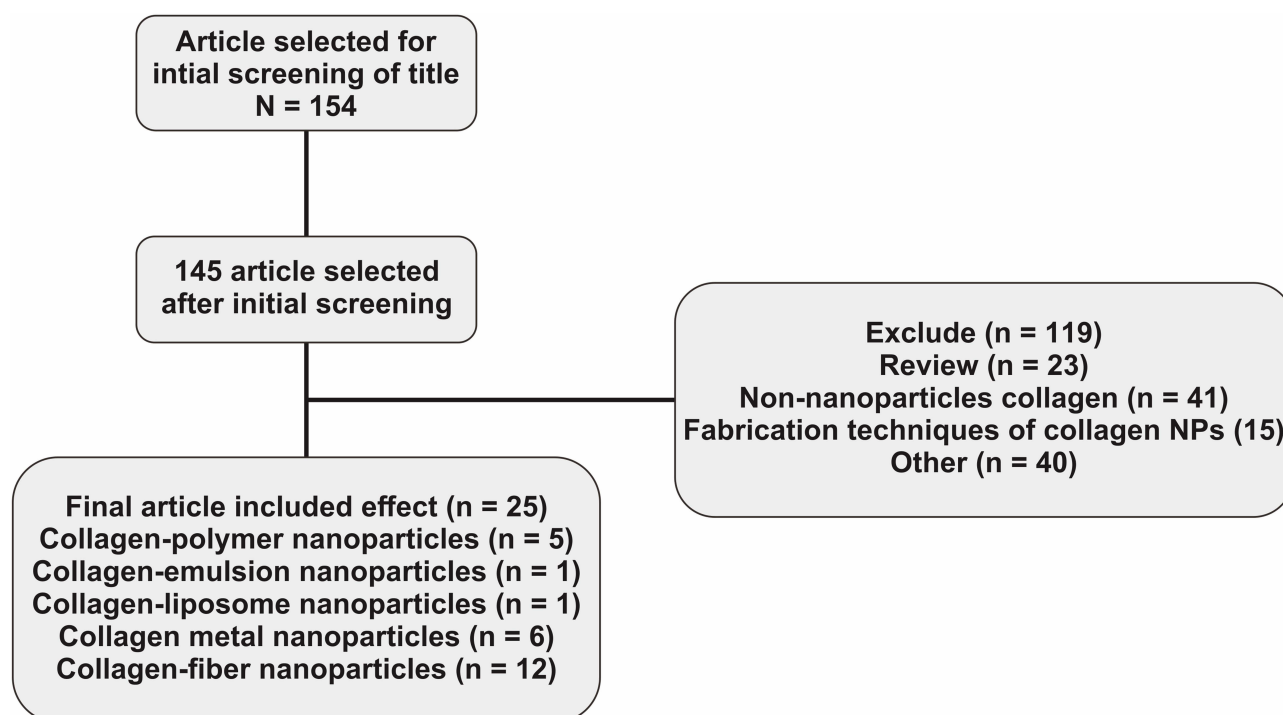 Article selected for
intial screening of title
N = 154
145 article selected
after initial screening
Exclude (n = 119)
Review (n = 23)
Non-nanoparticles collagen (n = 41)
Fabrication techniques of collagen NPs (15)
Other (n = 40)
Final article included effect (n = 25)
Collagen-polymer nanoparticles (n = 5)
Collagen-emulsion nanoparticles (n = 1)
Collagen-liposome nanoparticles (n = 1)
Collagen metal nanoparticles (n = 6)
Collagen-fiber nanoparticles (n = 12)